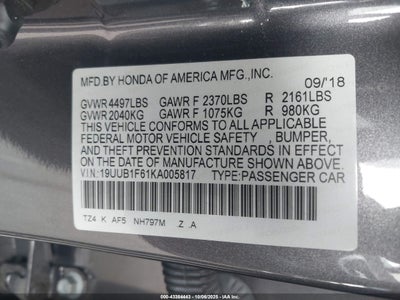 MFD.BY HONDA OF AMERICA MFG.,INC. 09/'18
GVWR 4497LBS GAWR F 2370LBS R 2161LBS
GVWR 2040KG GAWR F 1075KG R 980KG
THIS VEHICLE CONFORMS TO ALL APPLICABLE
FEDERAL MOTOR VEHICLE SAFETY, BUMPER,
AND THEFT PREVENTION STANDARDS IN EFFECT
ON THE DATE OF MANUFACTURE SHOWN ABOVE.
VIN:19UUB1F61KA005817 TYPE:PASSENGER CAR
TZ4 K AF5 NH797M Z .A
000-43384443 - 10/06/2025 - IAA Inc.